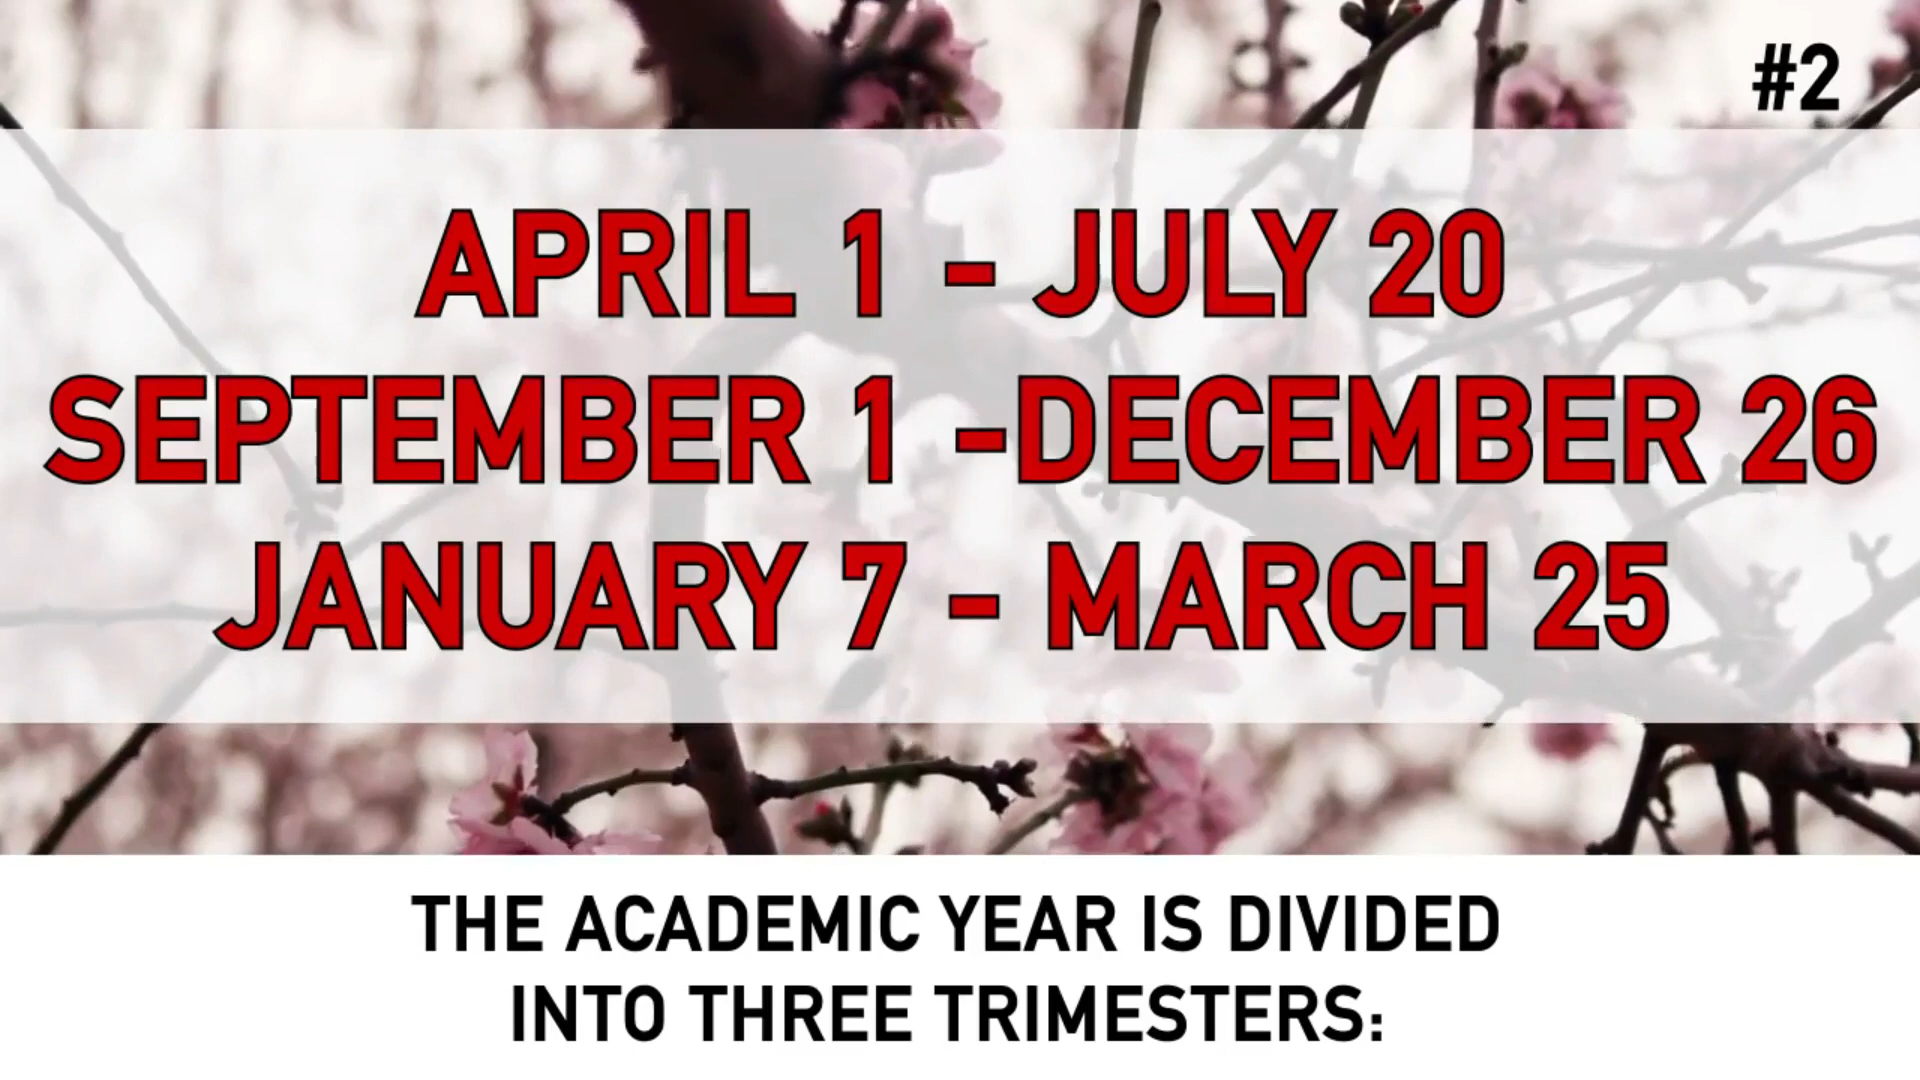 #2
APRIL 1 - JULY 20
SEPTEMBER 1 -DECEMBER 26
JANUARY 7 - MARCH 25
THE ACADEMIC YEAR IS DIVIDED
INTO THREE TRIMESTERS: